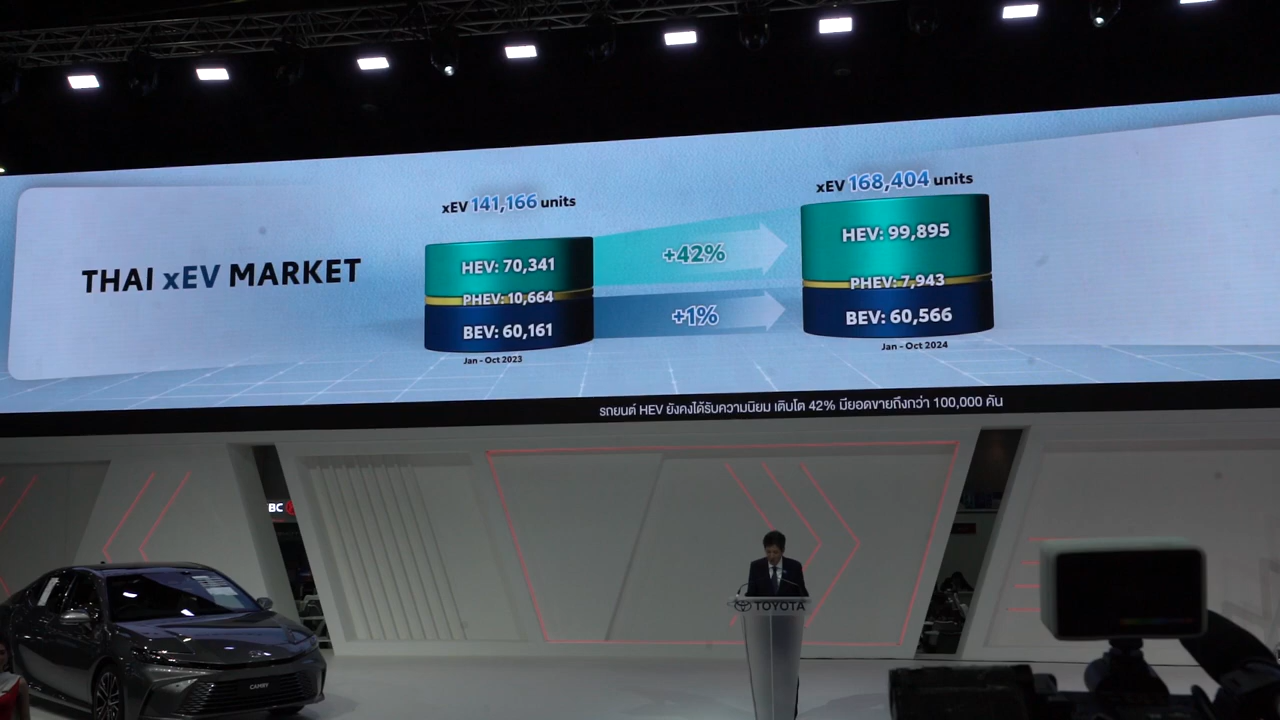 xEV 141,166 units
xEV 168,404 units
THAI xEV MARKET
HEV: 70,341
PHEV: 10,664
BEV: 60,161
Jan - Oct 2023
+42%
+1%
HEV: 99,895
PHEV: 7,943
BEV: 60,566
Jan - Oct 2024
รถยนต์ HEV ยังคงได้รับความนิยม เติบโต 42% มียอดขายถึงกว่า 100,000 คัน
BC
TOYOTA
CAMRY